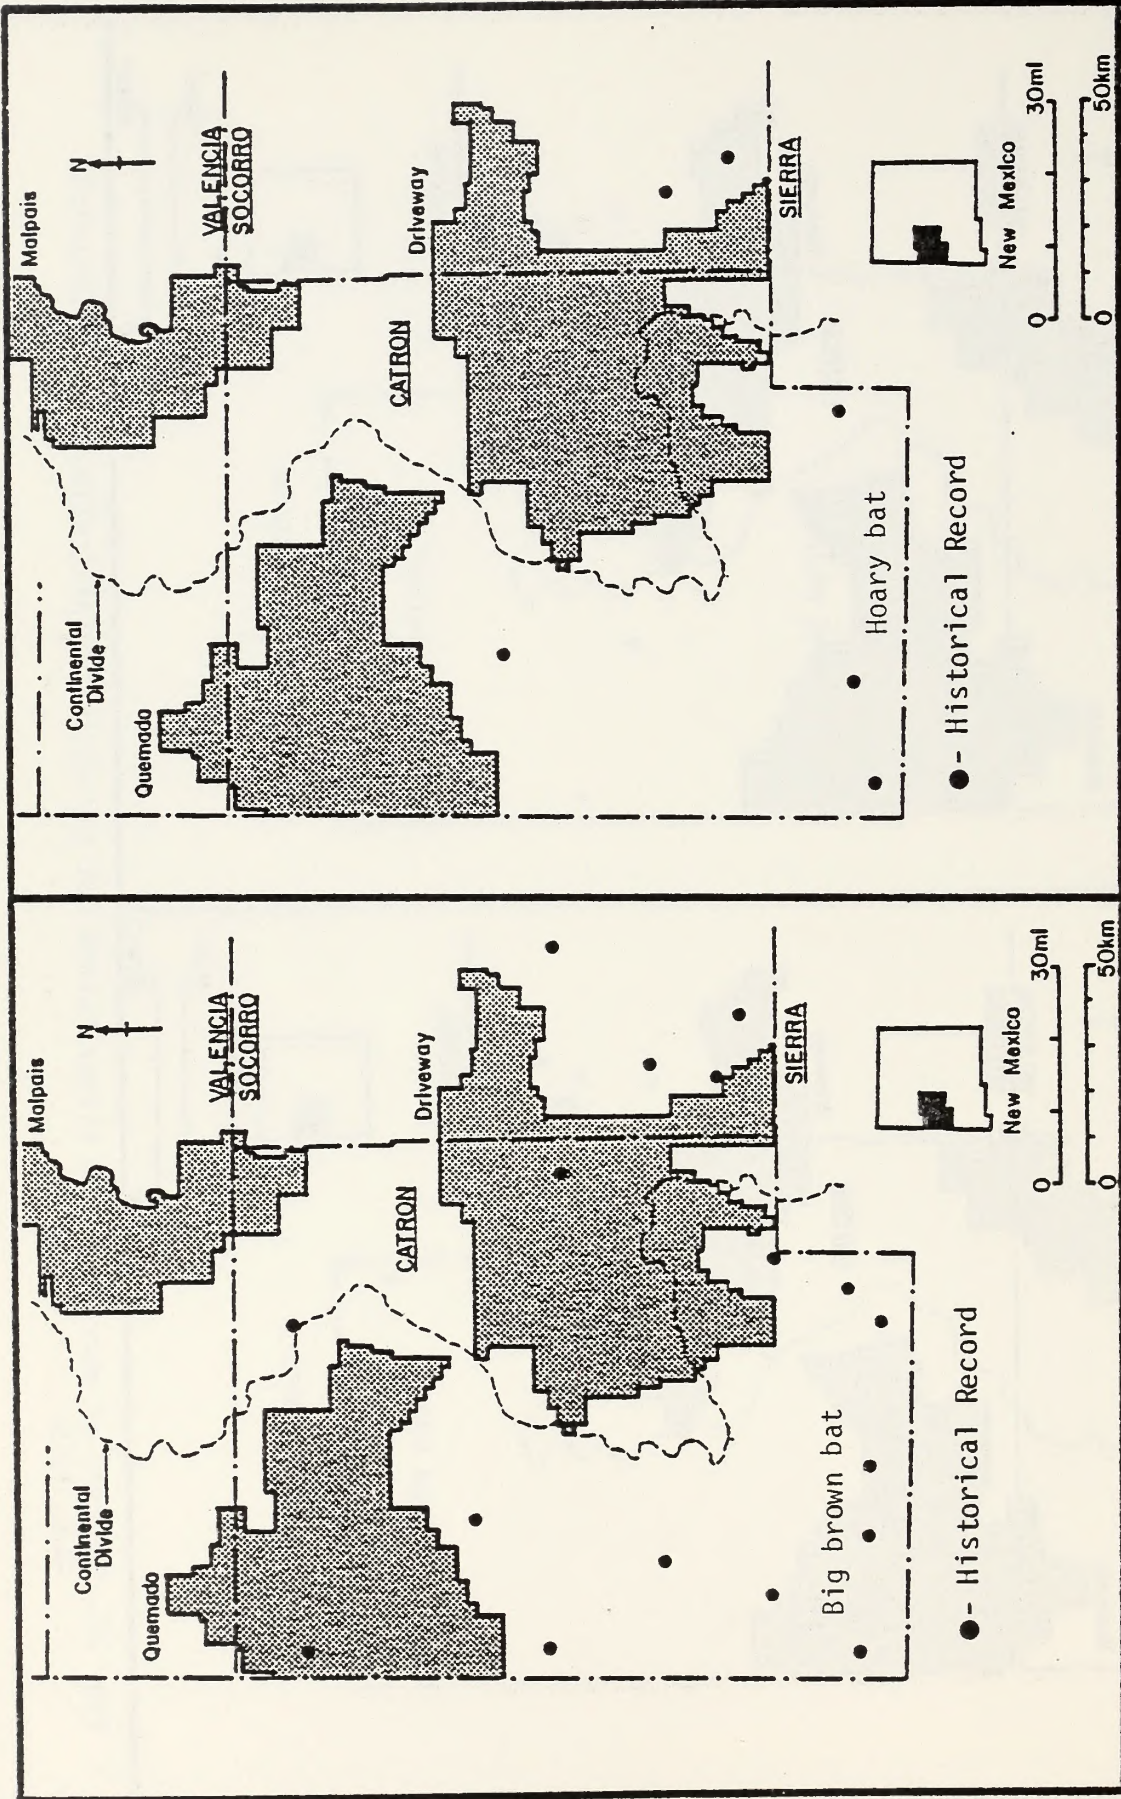 Malpais
N
VALENCIA
SOCORRO
Continental
Divide
Quemado
CATRON
Driveway
SIERRA
Big brown bat
●- Historical Record
New Mexico
0 30mi
0 50km
Malpais
N
VALENCIA
SOCORRO
Continental
Divide
Quemado
CATRON
Driveway
SIERRA
Hoary bat
●- Historical Record
New Mexico
0 30mi
0 50km